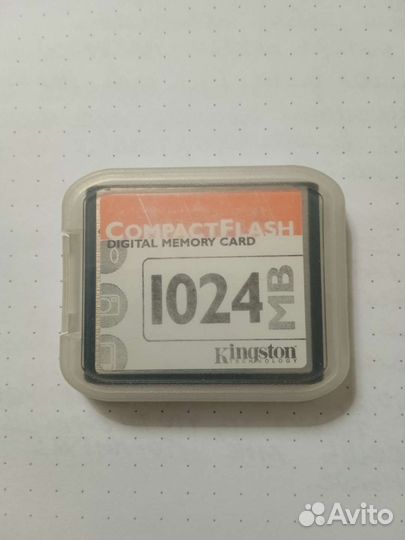 COMPACTFLASH
DIGITAL MEMORY CARD
1024 MB
Kingston
TECHNOLOGY
Avito